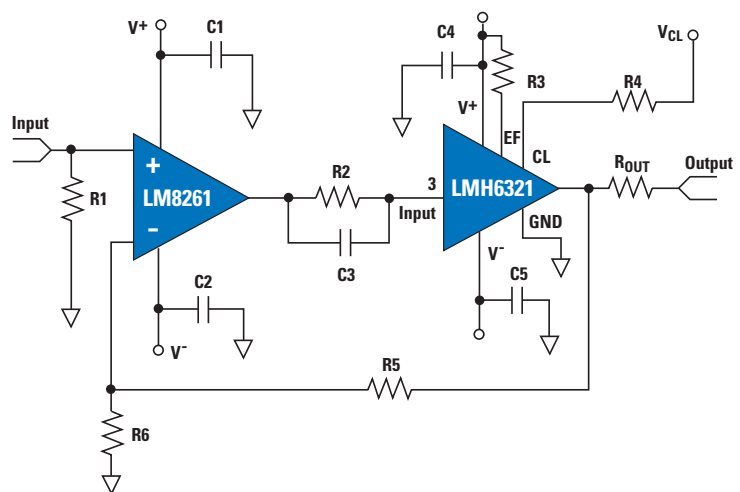 V+
C1
C4
R3
V+
VCL
R4
Input
EF
CL
+
R1
LM8261
-
R2
3
Input
LMH6321
ROUT
Output
GND
C3
V-
C2
C5
V-
R5
R6